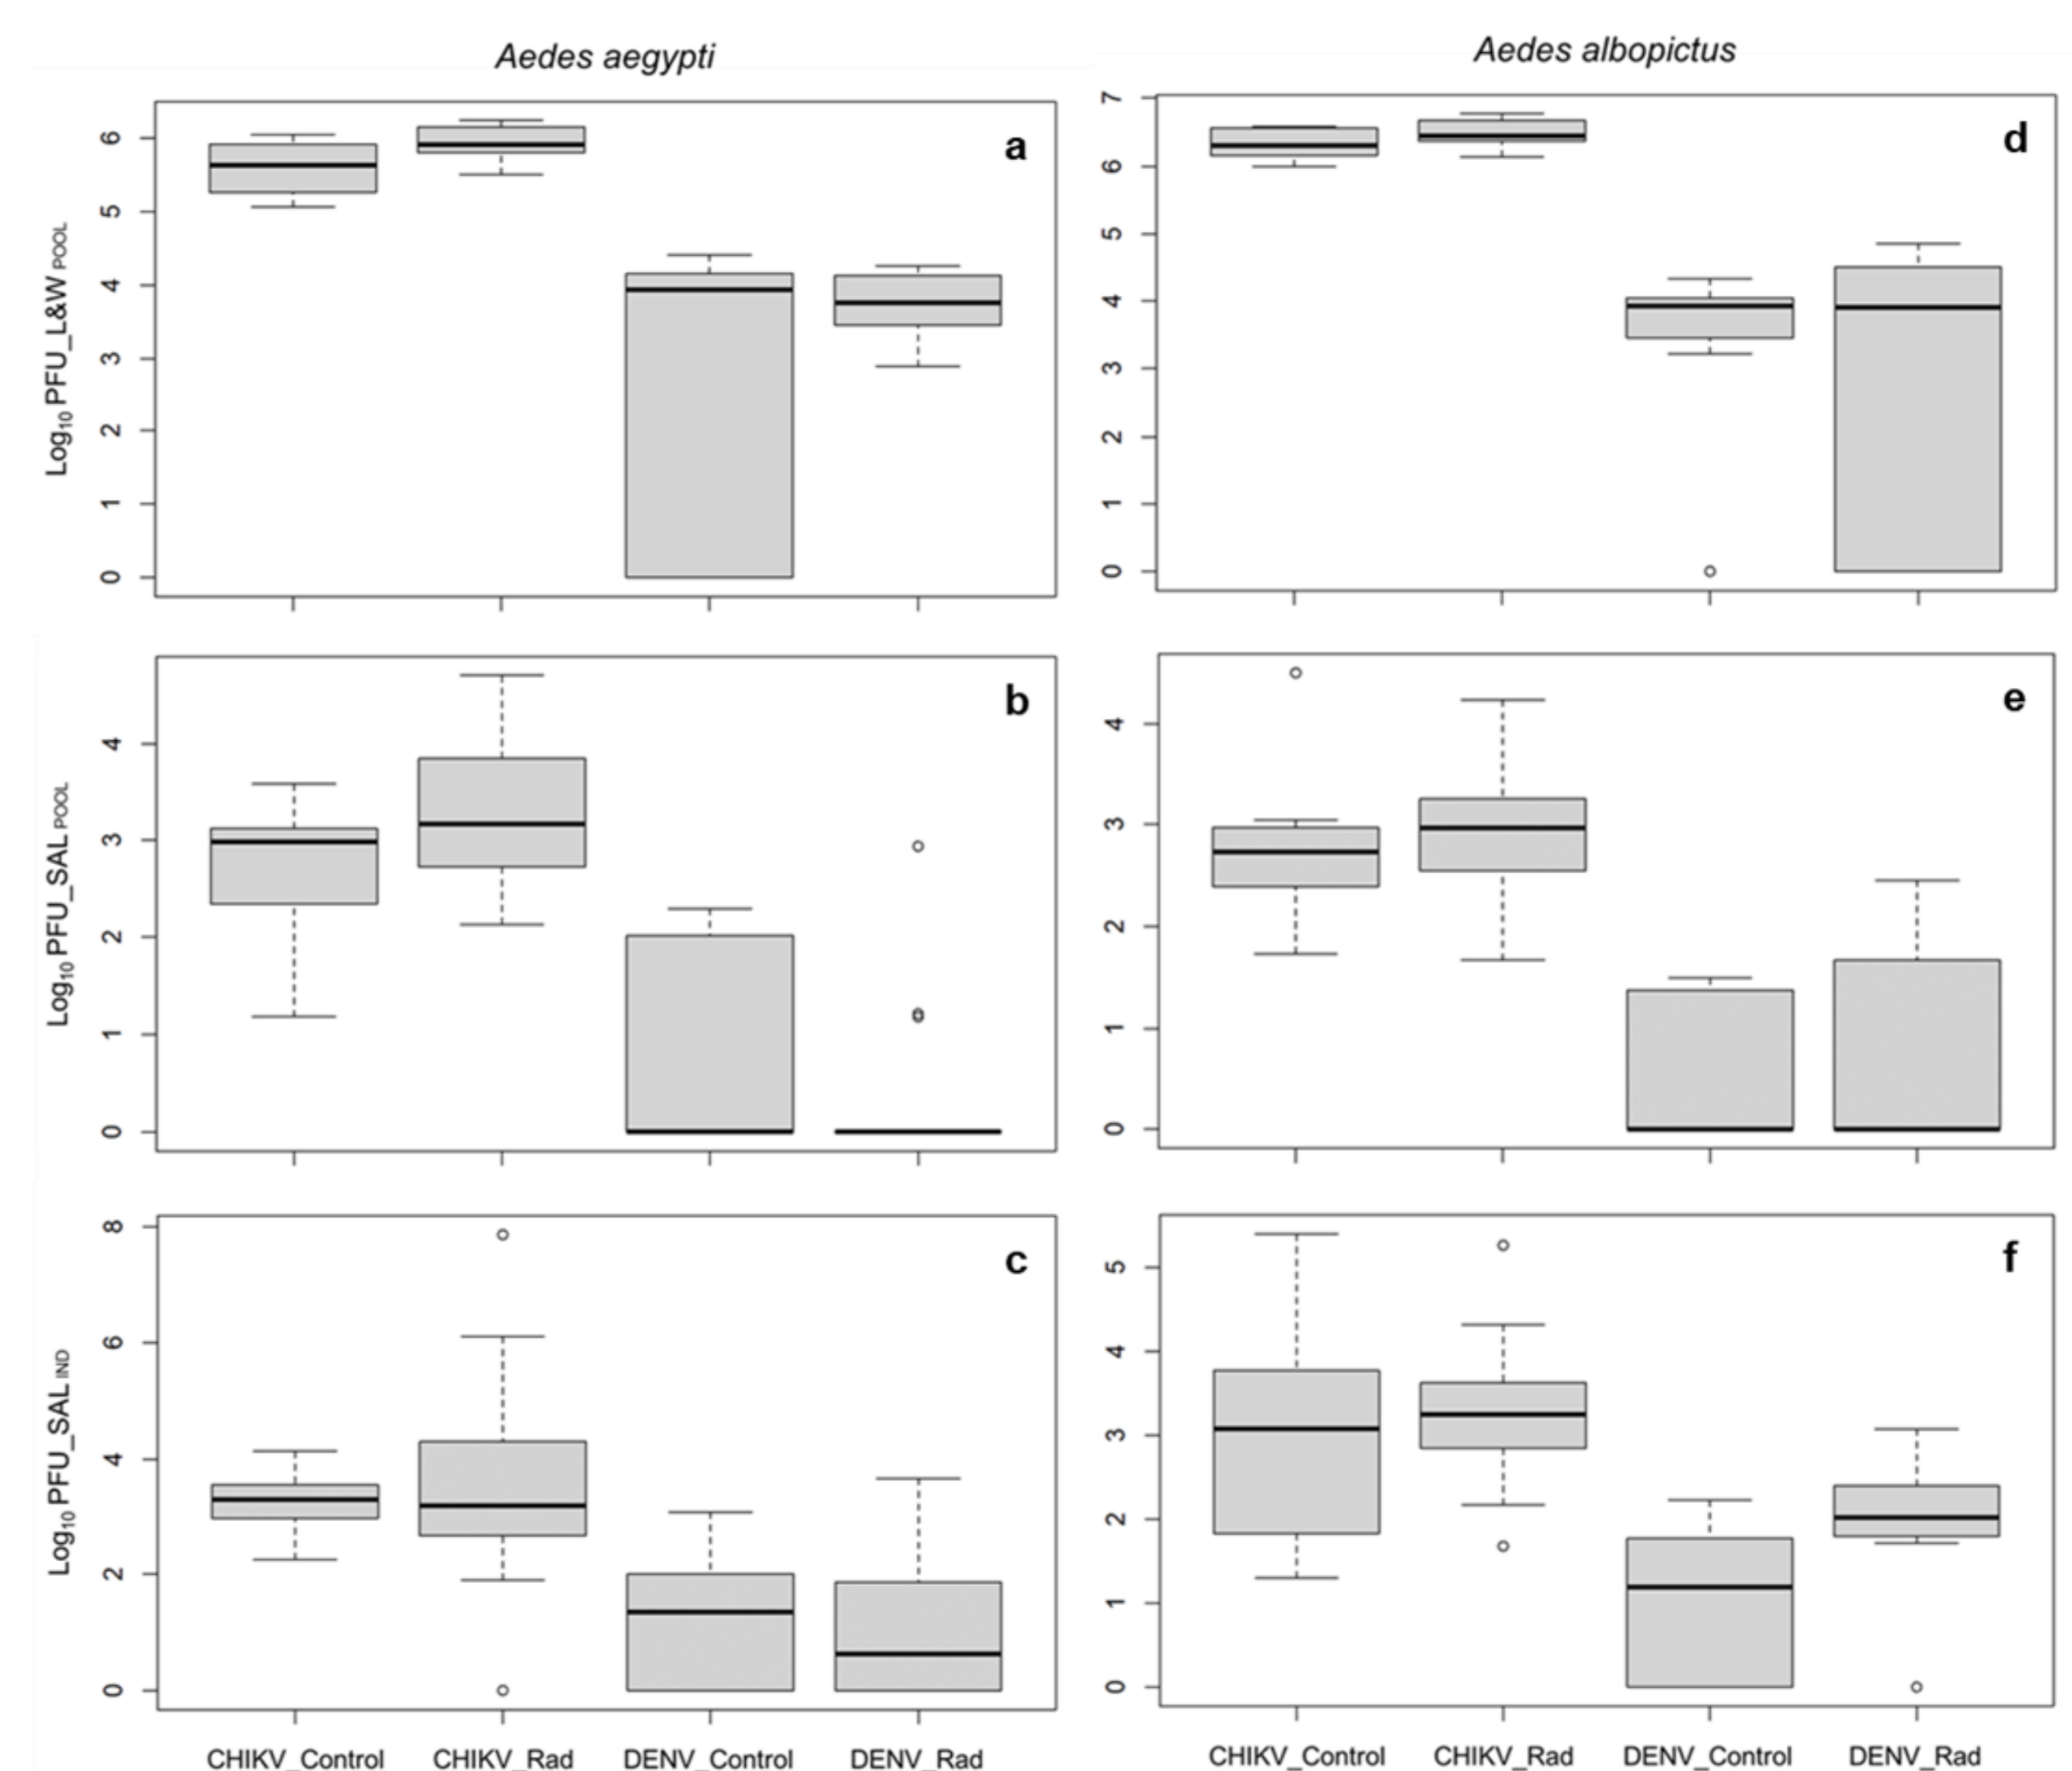 Aedes aegypti
Aedes albopictus
a
Log10 PFU_L&W POOL
6
5
4
3
2
1
0
d
7
6
5
4
3
2
1
0
b
Log10 PFU_SAL POOL
4
3
2
1
0
e
4
3
2
1
0
c
Log10 PFU_SAL IND
8
6
4
2
0
f
5
4
3
2
1
0
CHIKV_Control CHIKV_Rad DENV_Control DENV_Rad
CHIKV_Control CHIKV_Rad DENV_Control DENV_Rad